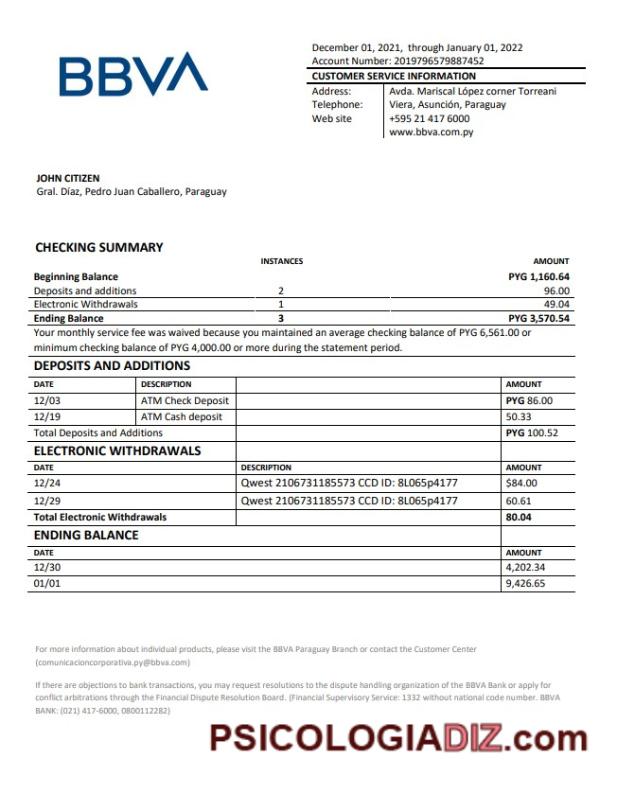 BBVA
December 01, 2021, through January 01, 2022
Account Number: 2019796579887452
CUSTOMER SERVICE INFORMATION
Address: Avda. Mariscal López corner Torreani
Telephone: Viera, Asunción, Paraguay
Web site +595 21 417 6000
www.bbva.com.py
JOHN CITIZEN
Gral. Díaz, Pedro Juan Caballero, Paraguay
CHECKING SUMMARY
INSTANCES AMOUNT
Beginning Balance PYG 1,160.64
Deposits and additions 2 96.00
Electronic Withdrawals 1 49.04
Ending Balance 3 PYG 3,570.54
Your monthly service fee was waived because you maintained an average checking balance of PYG 6,561.00 or
minimum checking balance of PYG 4,000.00 or more during the statement period.
DEPOSITS AND ADDITIONS
DATE DESCRIPTION AMOUNT
12/03 ATM Check Deposit PYG 86.00
12/19 ATM Cash deposit 50.33
Total Deposits and Additions PYG 100.52
ELECTRONIC WITHDRAWALS
DATE DESCRIPTION AMOUNT
12/24 Qwest 2106731185573 CCD ID: 8L065p4177 $84.00
12/29 Qwest 2106731185573 CCD ID: 8L065p4177 60.61
Total Electronic Withdrawals 80.04
ENDING BALANCE
DATE AMOUNT
12/30 4,202.34
01/01 9,426.65
For more information about individual products, please visit the BBVA Paraguay Branch or contact the Customer Center
(comunicacioncorporativa.py@bbva.com)
If there are objections to bank transactions, you may request resolutions to the dispute handling organization of the BBVA Bank or apply for
conflict arbitrations through the Financial Dispute Resolution Board. (Financial Supervisory Service: 1332 without national code number. BBVA
BANK: (021) 417-6000, 0800112282)
PSICOLOGIADIZ.com